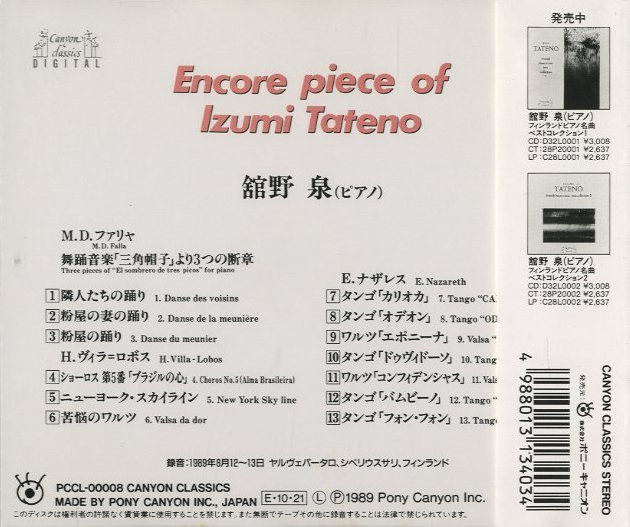 Canyon
classics
DIGITAL
Encore piece of
Izumi Tateno
舘野 泉(ピアノ)
M.D.ファリャ
M.D. Falla
舞踊音楽「三角帽子」より3つの断章
Three pieces of "El sombrero de tres picos" for piano
1 隣人たちの踊り 1. Danse des voisins
2 粉屋の妻の踊り 2. Danse de la meunière
3 粉屋の踊り 3. Danse du meunier
H.ヴィラ=ロボス H. Villa-Lobos
4 ショーロス 第5番「ブラジルの心」 4. Choros No.5 (Alma Brasileira)
5 ニューヨーク・スカイライン 5. New York Sky line
6 苦悩のワルツ 6. Valsa da dor
E.ナザレス E. Nazareth
7 タンゴ「カリオカ」 7. Tango "CA
8 タンゴ「オデオン」 8. Tango "OD
9 ワルツ「エポニーナ」 9. Valsa "
10 タンゴ「ドゥヴィドーソ」 10. Tang
11 ワルツ「コンフィデンシャス」 11. Vals
12 タンゴ「バムビーノ」 12. Tango "
13 タンゴ「フォン・フォン」 13. Tango
録音:1989年8月12〜13日 ヤルヴェパータロ、シベリウスサリ、フィンランド
PCCL-00008 CANYON CLASSICS
MADE BY PONY CANYON INC., JAPAN E・10・21 Ⓛ Ⓟ1989 Pony Canyon Inc.
このディスクは権利者の許諾なく賃貸業に使用することを禁じます。また無断でテープその他に録音することは法律で禁じられています。
発売中
TATENO
舘野 泉(ピアノ)
フィンランドピアノ名曲
ベストコレクション1
CD:D32L0001 ¥3,008
CT:28P20001 ¥2,637
LP:C28L0001 ¥2,637
TATENO
舘野 泉(ピアノ)
フィンランドピアノ名曲
ベストコレクション2
CD:D32L0002 ¥3,008
CT:28P20002 ¥2,637
LP:C28L0002 ¥2,637
4 988013 134034
CANYON CLASSICS STEREO
発売元:株式会社ポニーキャニオン